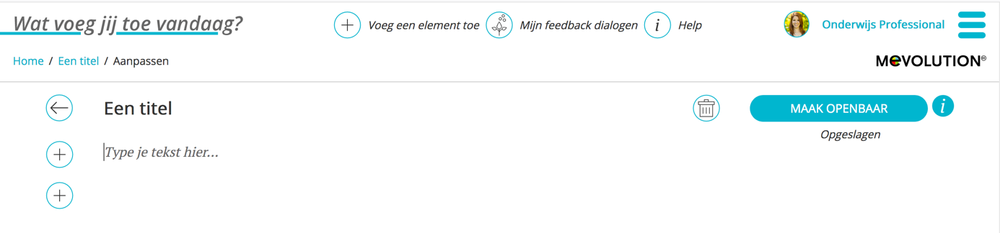 Wat voeg jij toe vandaag?
Voeg een element toe
Mijn feedback dialogen
i Help
Onderwijs Professional
Home / Een titel / Aanpassen
MEVOLUTION
Een titel
MAAK OPENBAAR i
Opgeslagen
Type je tekst hier...